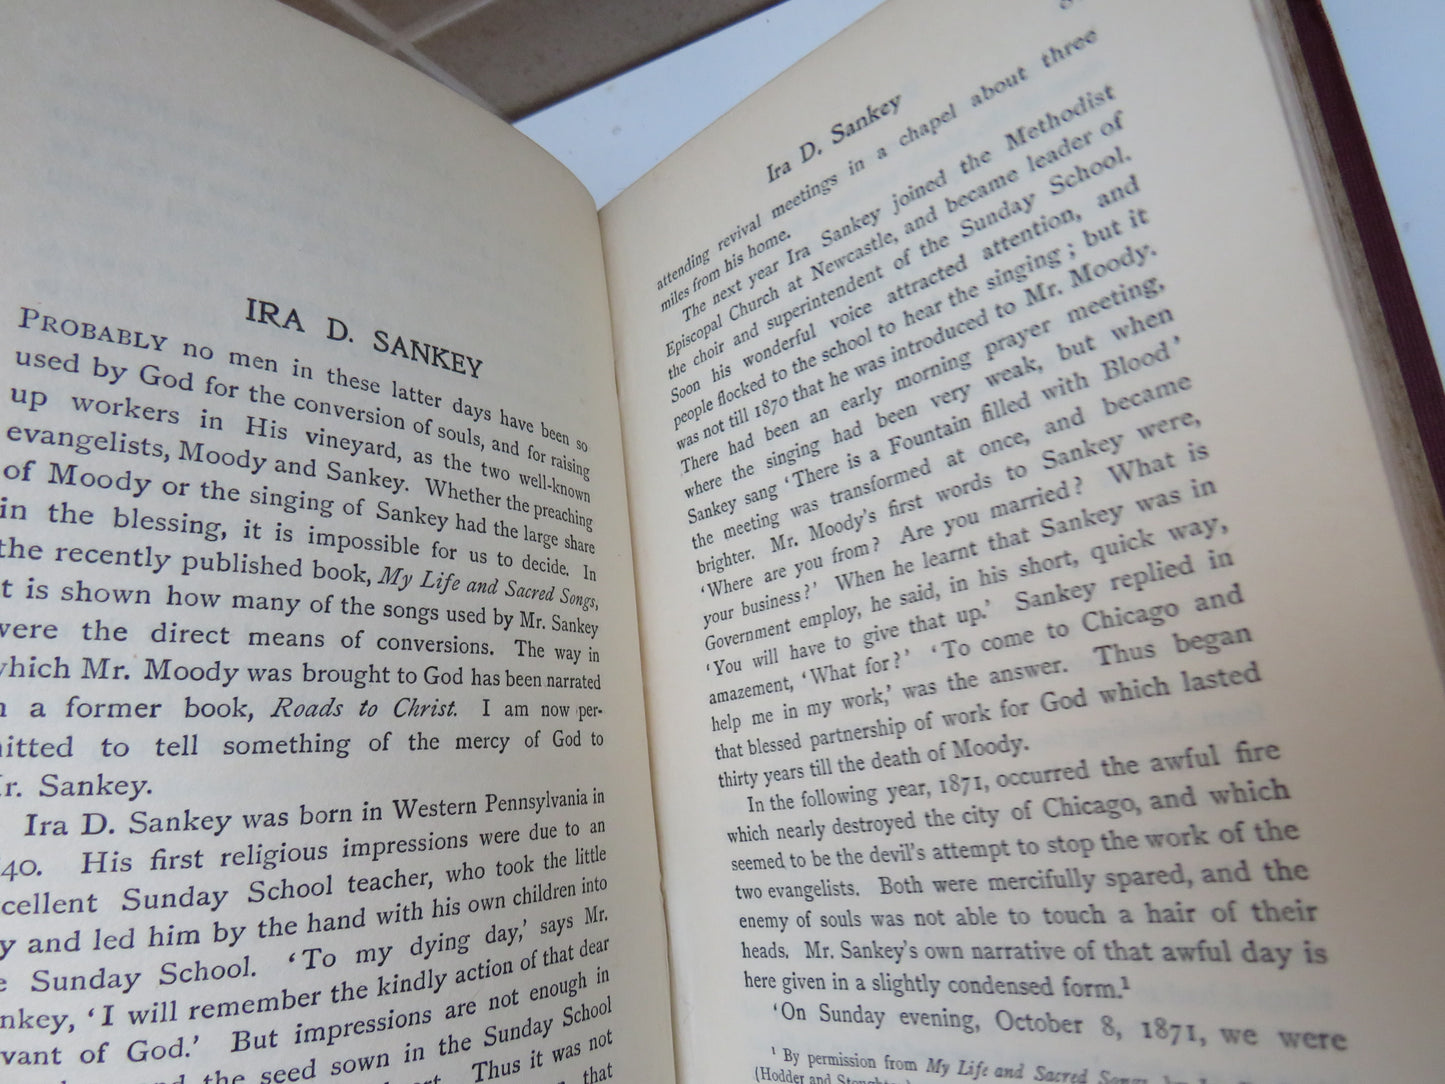 IRA D. SANKEY
PROBABLY no men in these latter days have been so
used by God for the conversion of souls, and for raising
up workers in His vineyard, as the two well-known
evangelists, Moody and Sankey. Whether the preaching
of Moody or the singing of Sankey had the large share
in the blessing, it is impossible for us to decide. In
the recently published book, My Life and Sacred Songs,
t is shown how many of the songs used by Mr. Sankey
were the direct means of conversions. The way in
which Mr. Moody was brought to God has been narrated
a former book, Roads to Christ. I am now per-
itted to tell something of the mercy of God to
r. Sankey.
Ira D. Sankey was born in Western Pennsylvania in
40. His first religious impressions were due to an
cellent Sunday School teacher, who took the little
y and led him by the hand with his own children into
e Sunday School. 'To my dying day,' says Mr.
nkey, 'I will remember the kindly action of that dear
vant of God.' But impressions are not enough in
the seed sown in the Sunday School
Thus it was not
that
Ira D. Sankey
attending revival meetings in a chapel about three
miles from his home.
The next year Ira Sankey joined the Methodist
Episcopal Church at Newcastle, and became leader of
the choir and superintendent of the Sunday School.
Soon his wonderful voice attracted attention, and
people flocked to the school to hear the singing; but it
was not till 1870 that he was introduced to Mr. Moody.
There had been an early morning prayer meeting,
where the singing had been very weak, but when
Sankey sang 'There is a Fountain filled with Blood'
the meeting was transformed at once, and became
brighter. Mr. Moody's first words to Sankey were,
'Where are you from? Are you married? What is
your business?' When he learnt that Sankey was in
Government employ, he said, in his short, quick way,
'You will have to give that up.' Sankey replied in
amazement, 'What for?' 'To come to Chicago and
help me in my work,' was the answer. Thus began
that blessed partnership of work for God which lasted
thirty years till the death of Moody.
In the following year, 1871, occurred the awful fire
which nearly destroyed the city of Chicago, and which
seemed to be the devil's attempt to stop the work of the
two evangelists. Both were mercifully spared, and the
enemy of souls was not able to touch a hair of their
heads. Mr. Sankey's own narrative of that awful day is
here given in a slightly condensed form.¹
'On Sunday evening, October 8, 1871, we were
¹ By permission from My Life and Sacred Songs,
(Hodder and